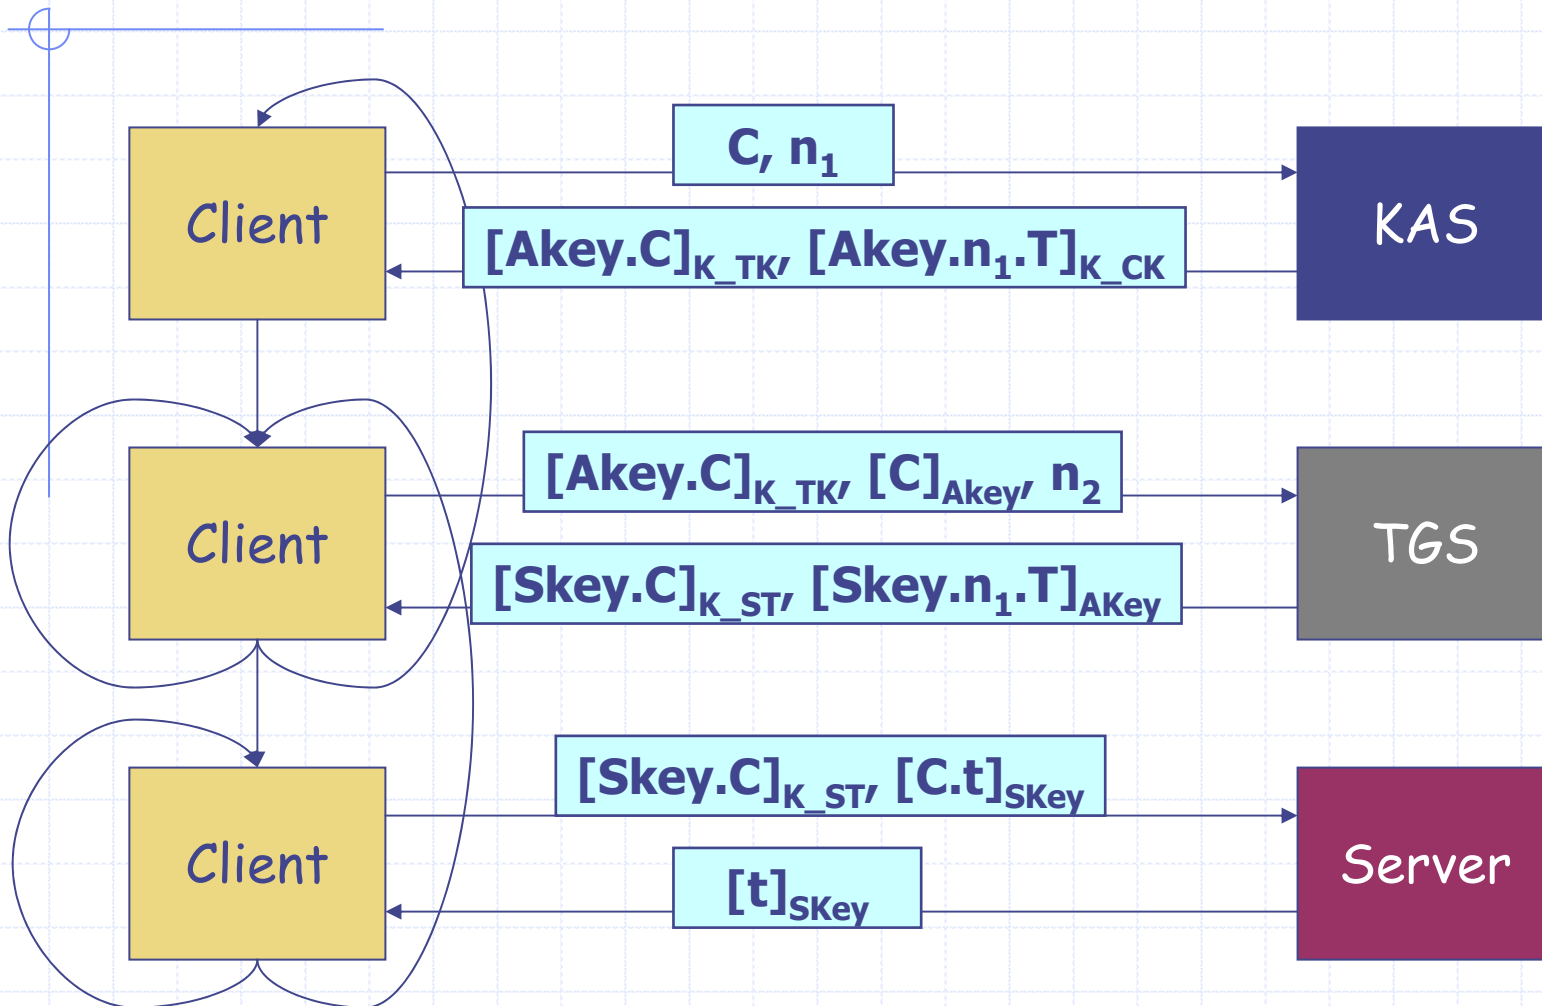 C, n₁
Client
KAS
[Akey.C]K_TK, [Akey.n₁.T]K_CK
[Akey.C]K_TK, [C]Akey, n₂
Client
TGS
[Skey.C]K_ST, [Skey.n₁.T]AKey
[Skey.C]K_ST, [C.t]SKey
Client
Server
[t]SKey